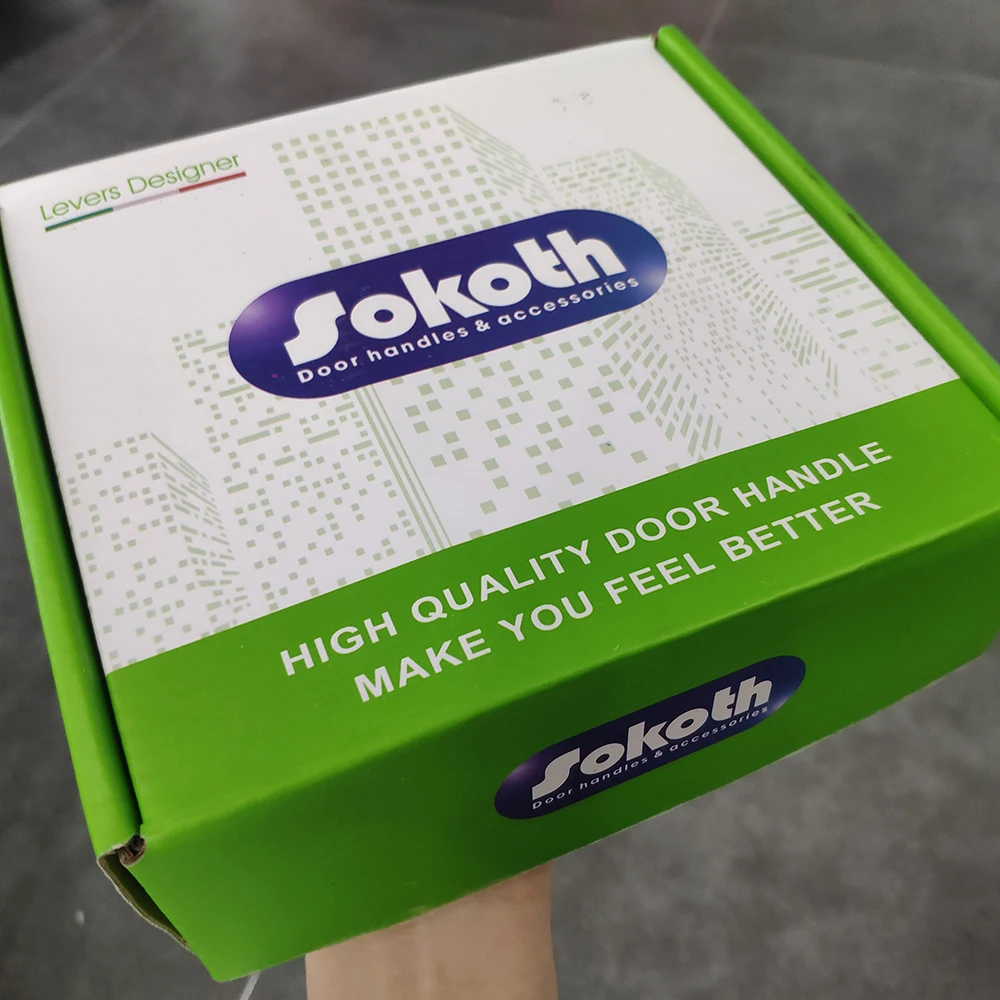 Levers Designer
Sokoth
Door handles & accessories
HIGH QUALITY DOOR HANDLE
MAKE YOU FEEL BETTER
Sokoth
Door handles & accessories